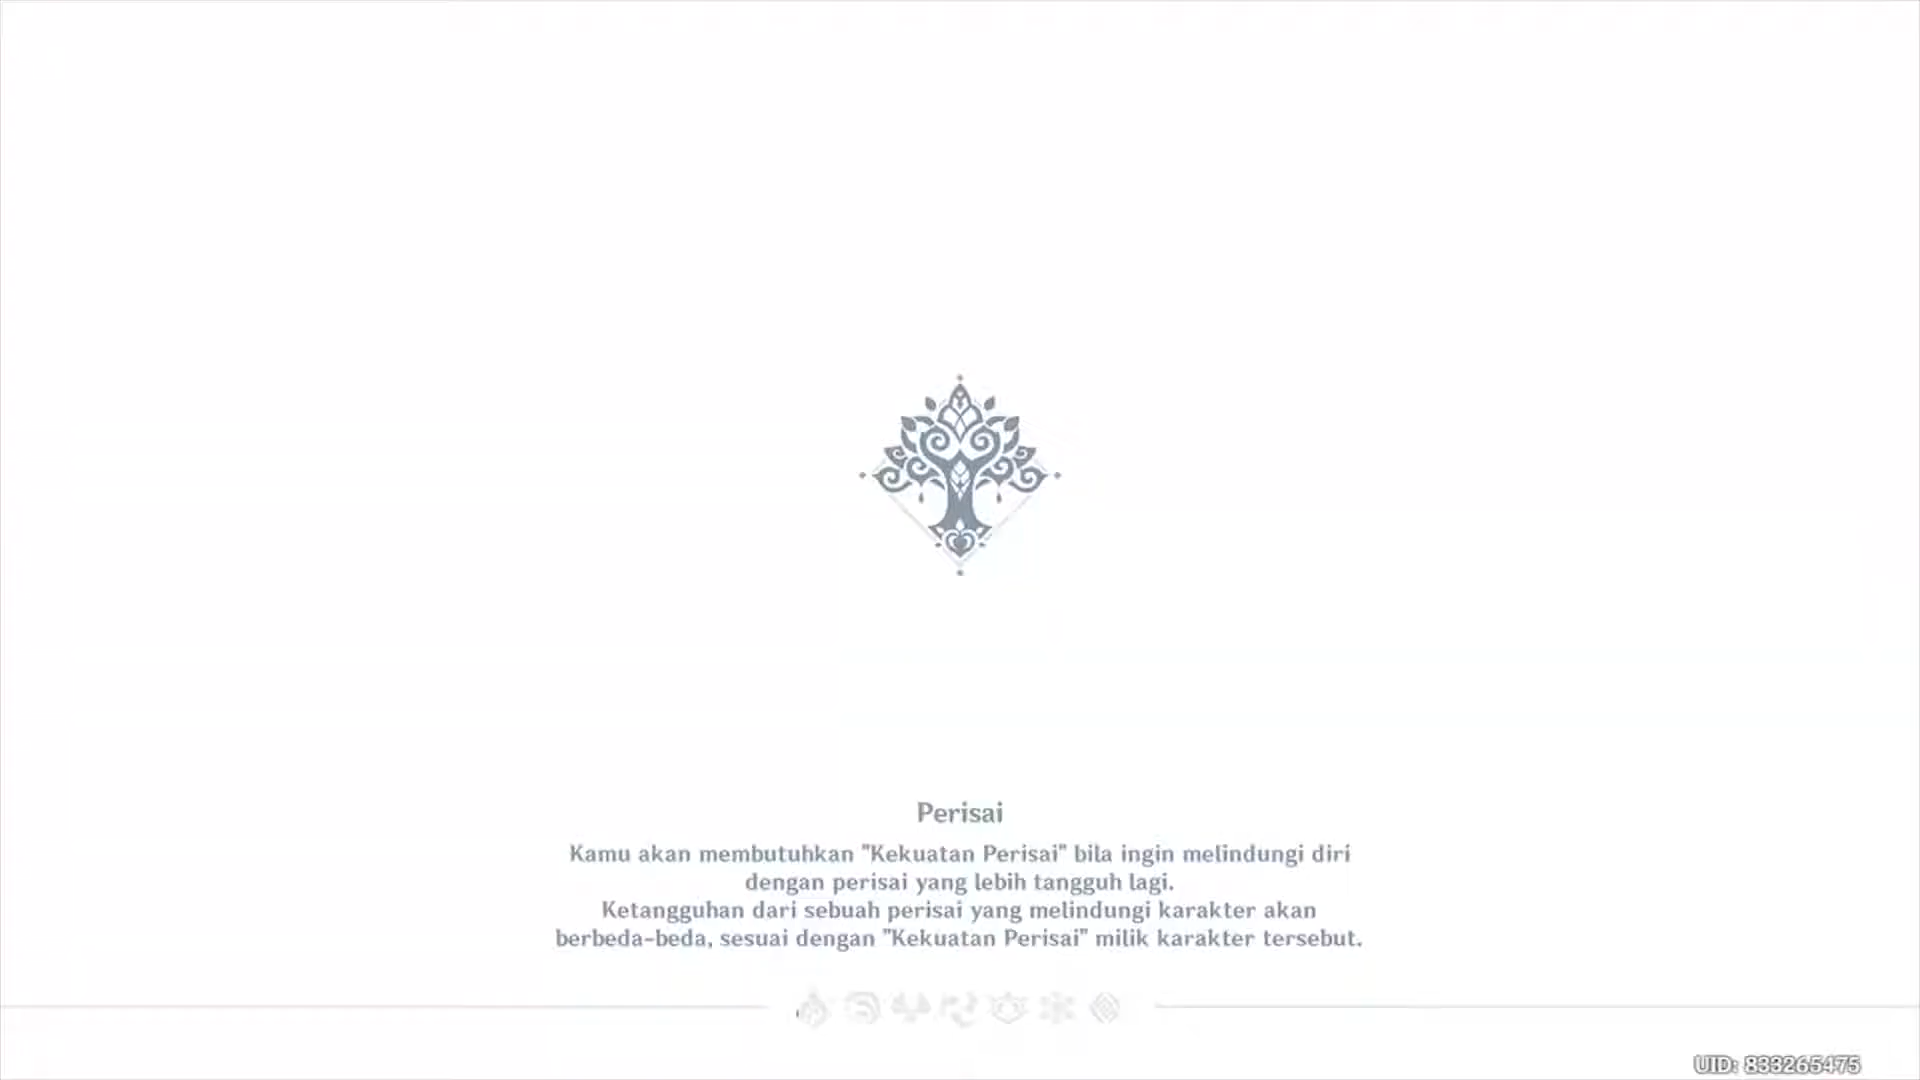 Perisai
Kamu akan membutuhkan "Kekuatan Perisai" bila ingin melindungi diri
dengan perisai yang lebih tangguh lagi.
Ketangguhan dari sebuah perisai yang melindungi karakter akan
berbeda-beda, sesuai dengan "Kekuatan Perisai" milik karakter tersebut.
UID: 833265475